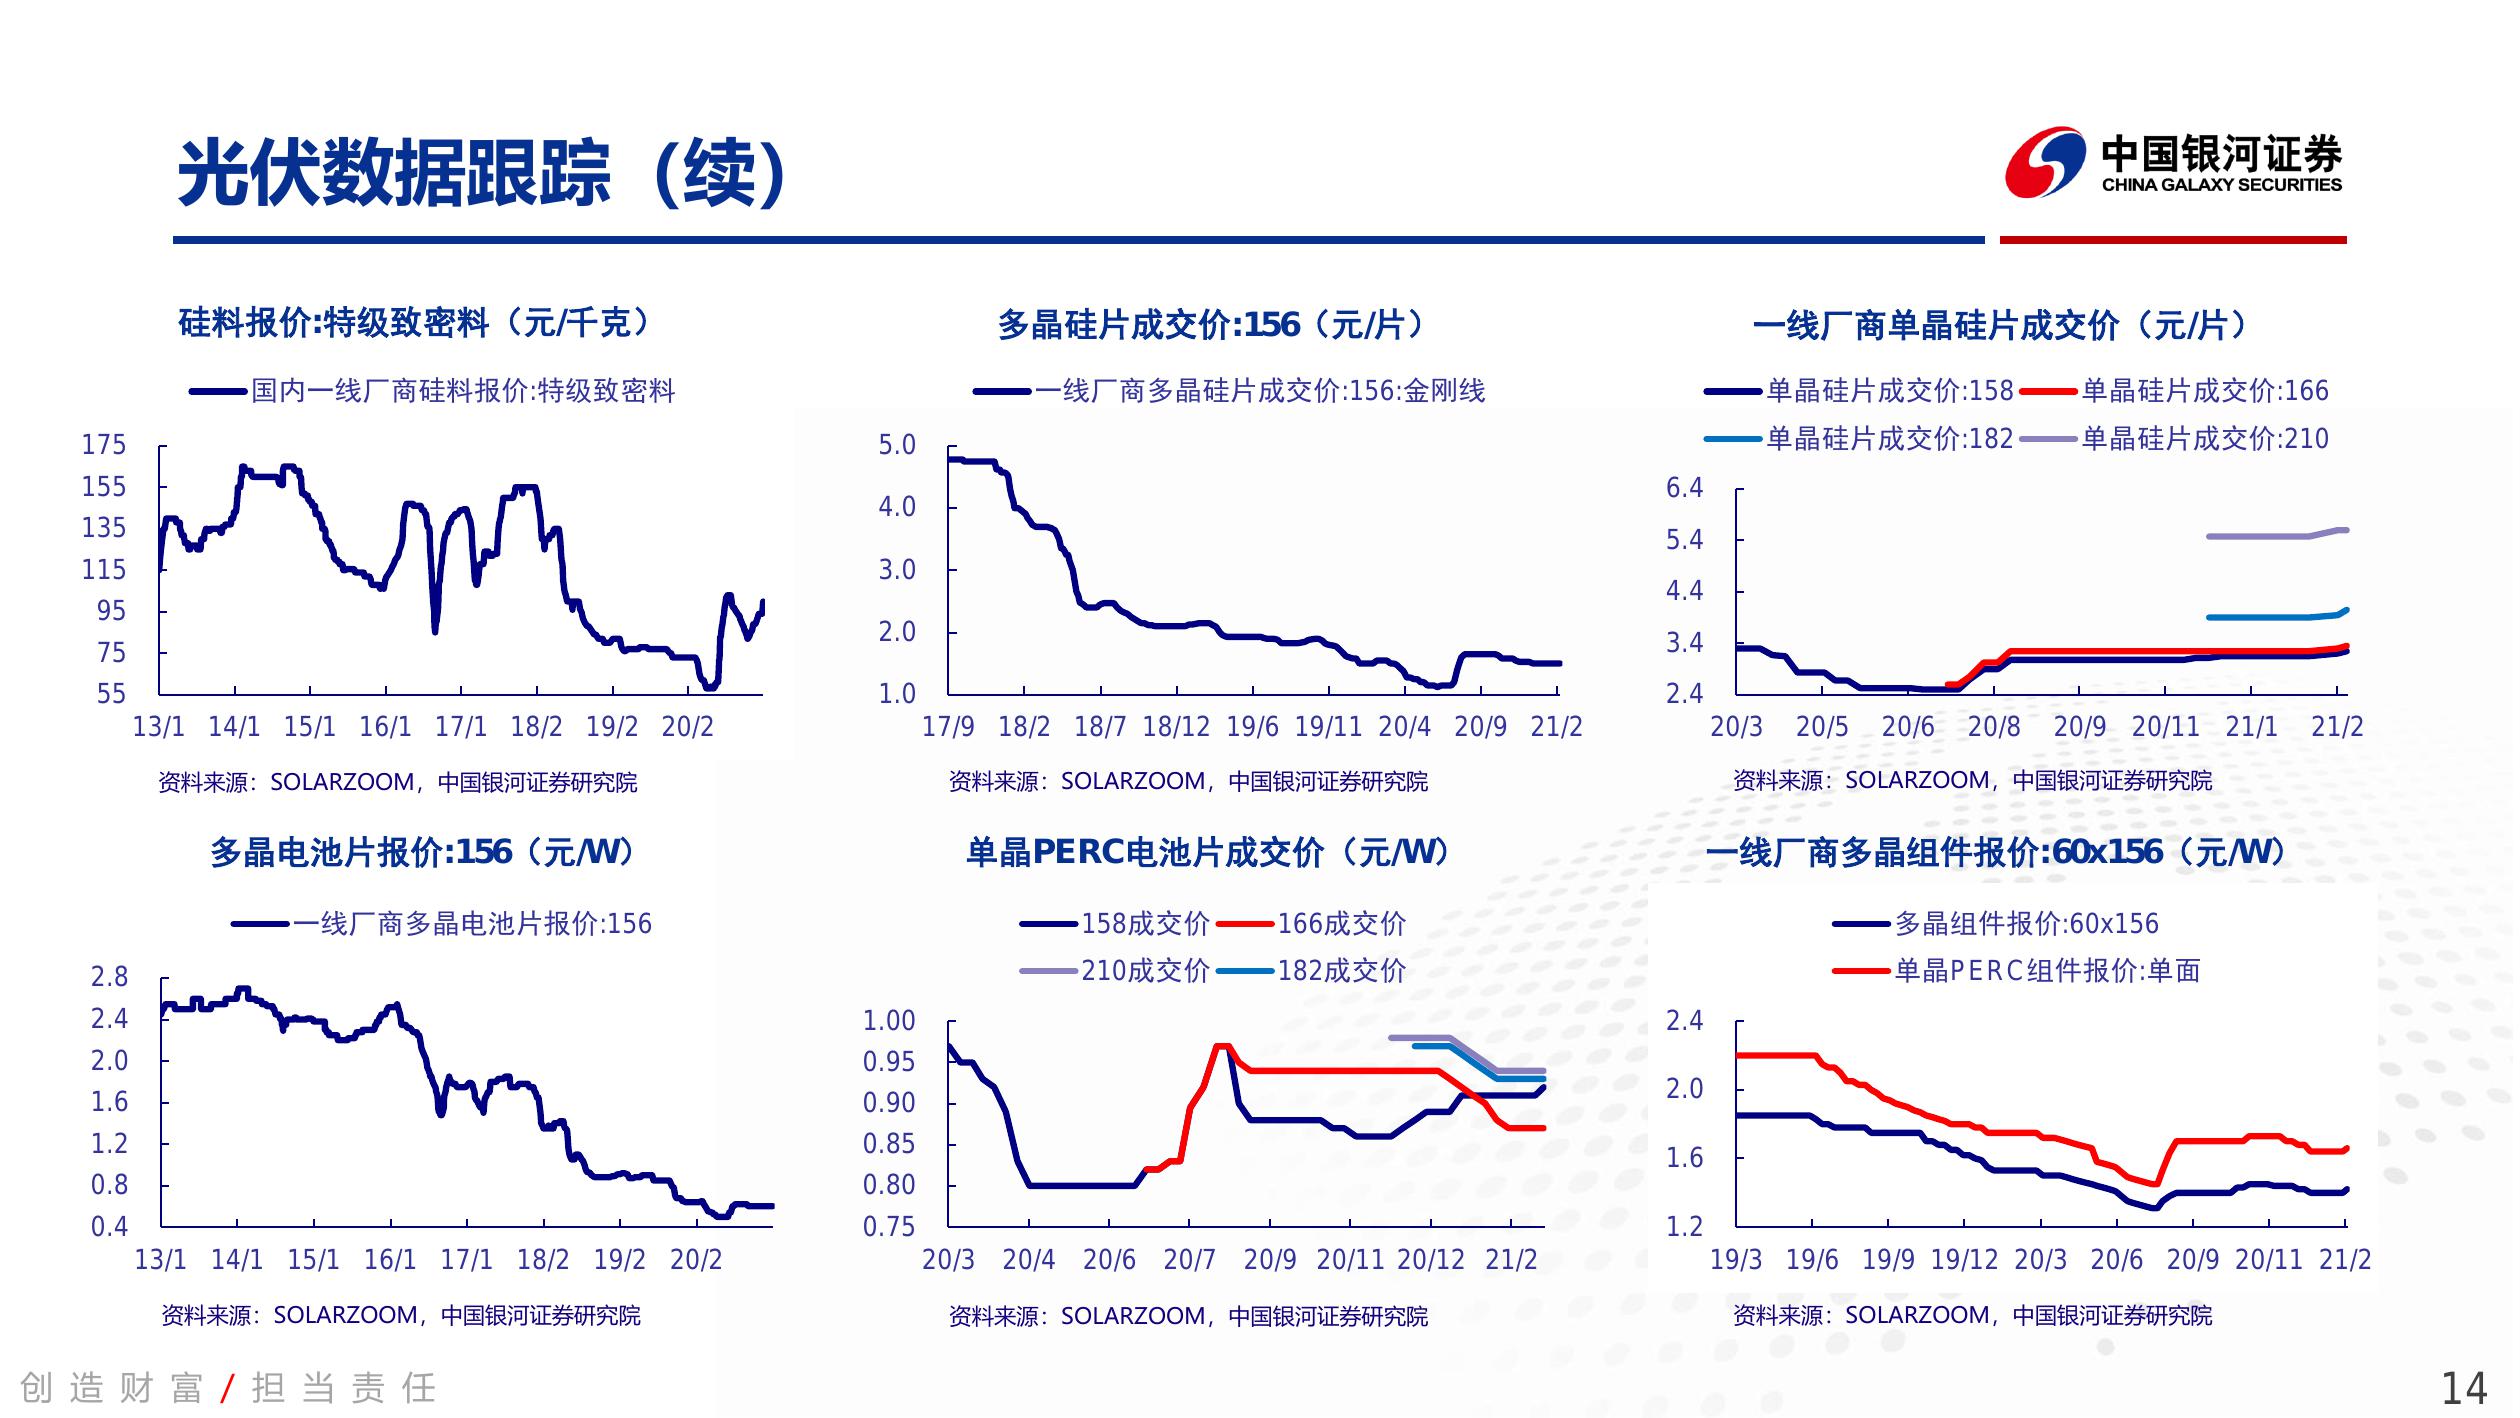 光伏数据跟踪（续）
中国银河证券
CHINA GALAXY SECURITIES
硅料报价:特级致密料（元/千克）
国内一线厂商硅料报价:特级致密料
175
155
135
115
95
75
55
13/1 14/1 15/1 16/1 17/1 18/2 19/2 20/2
资料来源：SOLARZOOM，中国银河证券研究院
多晶硅片成交价:156（元/片）
一线厂商多晶硅片成交价:156:金刚线
5.0
4.0
3.0
2.0
1.0
17/9 18/2 18/7 18/12 19/6 19/11 20/4 20/9 21/2
资料来源：SOLARZOOM，中国银河证券研究院
一线厂商单晶硅片成交价（元/片）
单晶硅片成交价:158 单晶硅片成交价:166
单晶硅片成交价:182 单晶硅片成交价:210
6.4
5.4
4.4
3.4
2.4
20/3 20/5 20/6 20/8 20/9 20/11 21/1 21/2
资料来源：SOLARZOOM，中国银河证券研究院
多晶电池片报价:156（元/W）
一线厂商多晶电池片报价:156
2.8
2.4
2.0
1.6
1.2
0.8
0.4
13/1 14/1 15/1 16/1 17/1 18/2 19/2 20/2
资料来源：SOLARZOOM，中国银河证券研究院
单晶PERC电池片成交价（元/W）
158成交价 166成交价
210成交价 182成交价
1.00
0.95
0.90
0.85
0.80
0.75
20/3 20/4 20/6 20/7 20/9 20/11 20/12 21/2
资料来源：SOLARZOOM，中国银河证券研究院
一线厂商多晶组件报价:60x156（元/W）
多晶组件报价:60x156
单晶PERC组件报价:单面
2.4
2.0
1.6
1.2
19/3 19/6 19/9 19/12 20/3 20/6 20/9 20/11 21/2
资料来源：SOLARZOOM，中国银河证券研究院
创造财富/担当责任
14